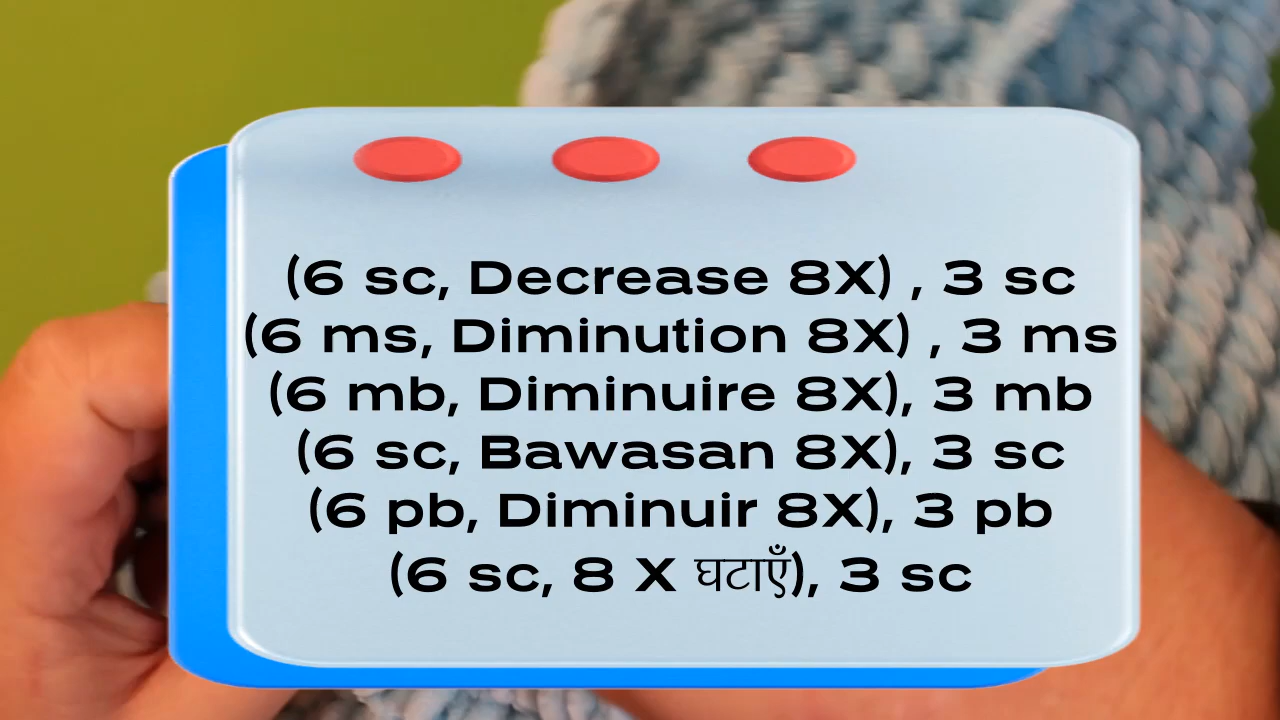 (6 sc, Decrease 8X) , 3 sc
(6 ms, Diminution 8X) , 3 ms
(6 mb, Diminuire 8X), 3 mb
(6 sc, Bawasan 8X), 3 sc
(6 pb, Diminuir 8X), 3 pb
(6 sc, 8 X घटाएँ), 3 sc